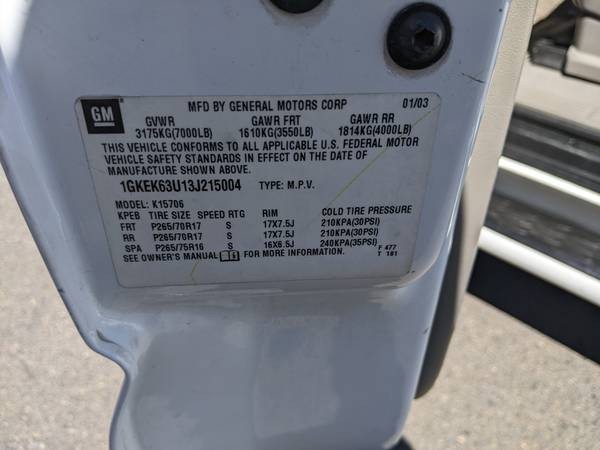 GM
MFD BY GENERAL MOTORS CORP 01/03
GVWR GAWR FRT GAWR RR
3175KG(7000LB) 1610KG(3550LB) 1814KG(4000LB)
THIS VEHICLE CONFORMS TO ALL APPLICABLE U.S. FEDERAL MOTOR
VEHICLE SAFETY STANDARDS IN EFFECT ON THE DATE OF
MANUFACTURE SHOWN ABOVE.
1GKEK63U13J215004 TYPE: M.P.V.
MODEL: K15706
KPEB TIRE SIZE SPEED RTG RIM COLD TIRE PRESSURE
FRT P265/70R17 S 17X7.5J 210KPA(30PSI)
RR P265/70R17 S 17X7.5J 210KPA(30PSI)
SPA P265/75R16 S 16X6.5J 240KPA(35PSI)
SEE OWNER'S MANUAL FOR MORE INFORMATION. F 477
T 181